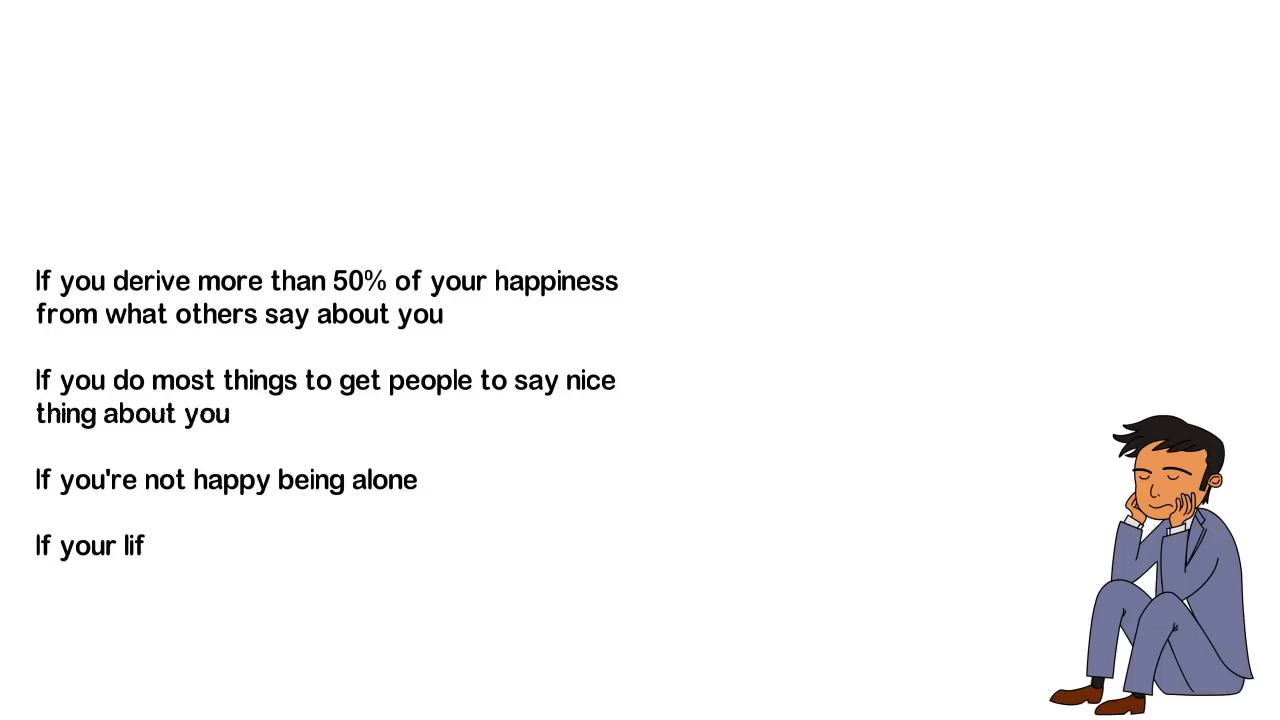 If you derive more than 50% of your happiness
from what others say about you
If you do most things to get people to say nice
thing about you
If you're not happy being alone
If your lif